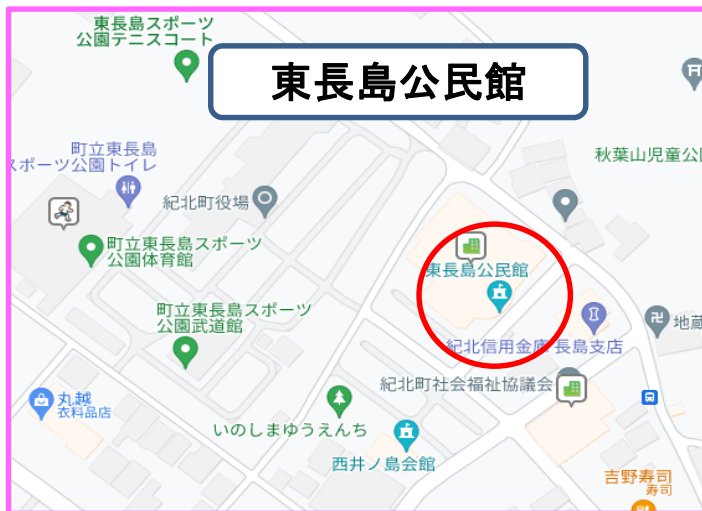 東長島スポーツ
公園テニスコート
東長島公民館
町立東長島
スポーツ公園トイレ
秋葉山児童公
紀北町役場
町立東長島スポーツ
公園体育館
東長島公民館
町立東長島スポーツ
公園武道館
紀北信用金庫 長島支店
地蔵
紀北町社会福祉協議会
丸越
衣料品店
いのしまゆうえんち
西井ノ島会館
吉野寿司
寿司